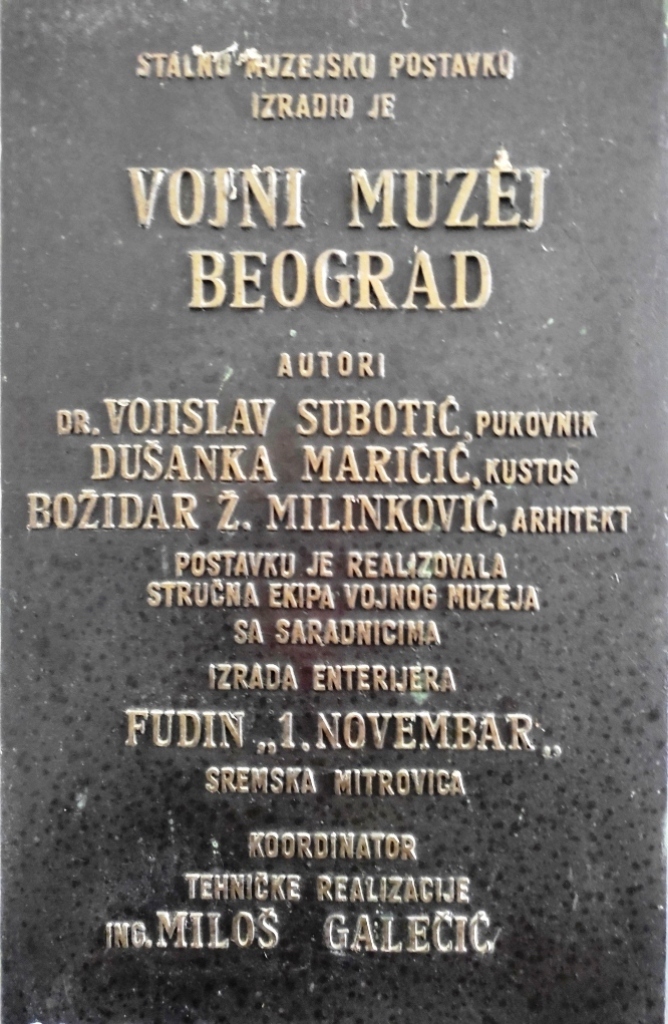 STALNU MUZEJSKU POSTAVKU
IZRADIO JE
VOJNI MUZEJ
BEOGRAD
AUTORI
DR. VOJISLAV SUBOTIĆ, PUKOVNIK
DUŠANKA MARIČIĆ, KUSTOS
BOŽIDAR Ž. MILINKOVIĆ, ARHITEKT
POSTAVKU JE REALIZOVALA
STRUČNA EKIPA VOJNOG MUZEJA
SA SARADNICIMA
IZRADA ENTERIJERA
FUDIN „1. NOVEMBAR„
SREMSKA MITROVICA
KOORDINATOR
TEHNIČKE REALIZACIJE
ING. MILOŠ GALEČIĆ